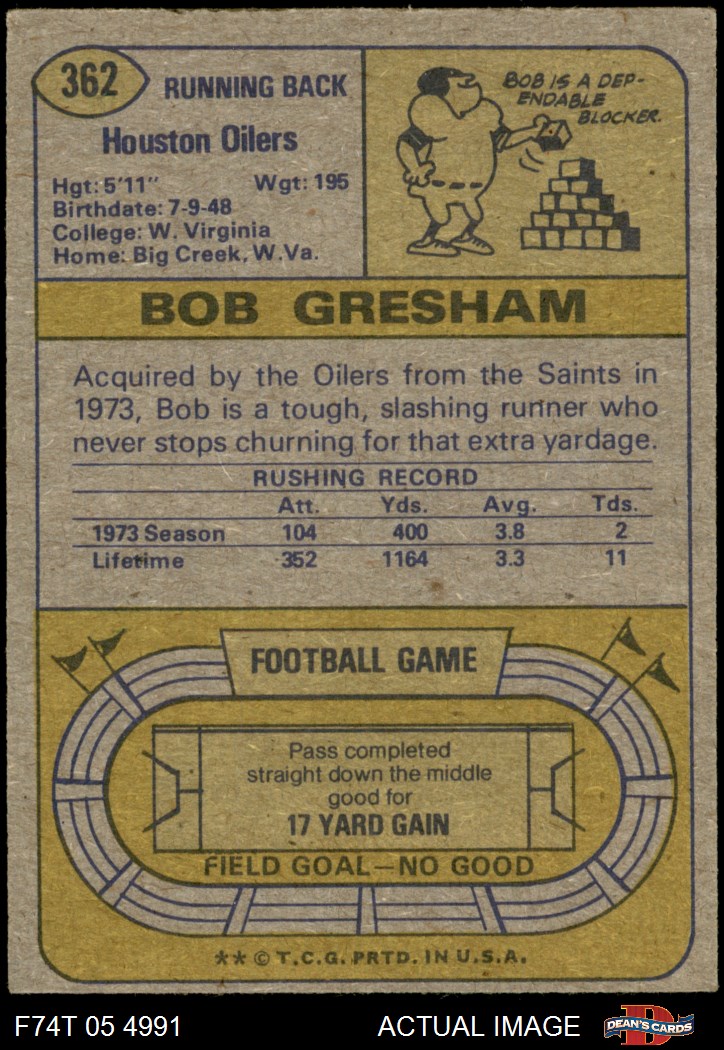 362
RUNNING BACK
Houston Oilers
Hgt: 5'11" Wgt: 195
Birthdate: 7-9-48
College: W. Virginia
Home: Big Creek, W.Va.
BOB IS A DEP-
ENDABLE
BLOCKER.
BOB GRESHAM
Acquired by the Oilers from the Saints in
1973, Bob is a tough, slashing runner who
never stops churning for that extra yardage.
RUSHING RECORD
Att. Yds. Avg. Tds.
1973 Season 104 400 3.8 2
Lifetime 352 1164 3.3 11
FOOTBALL GAME
Pass completed
straight down the middle
good for
17 YARD GAIN
FIELD GOAL—NO GOOD
** © T.C.G. PRTD. IN U.S.A.
F74T 05 4991 ACTUAL IMAGE
D
DEAN'S CARDS